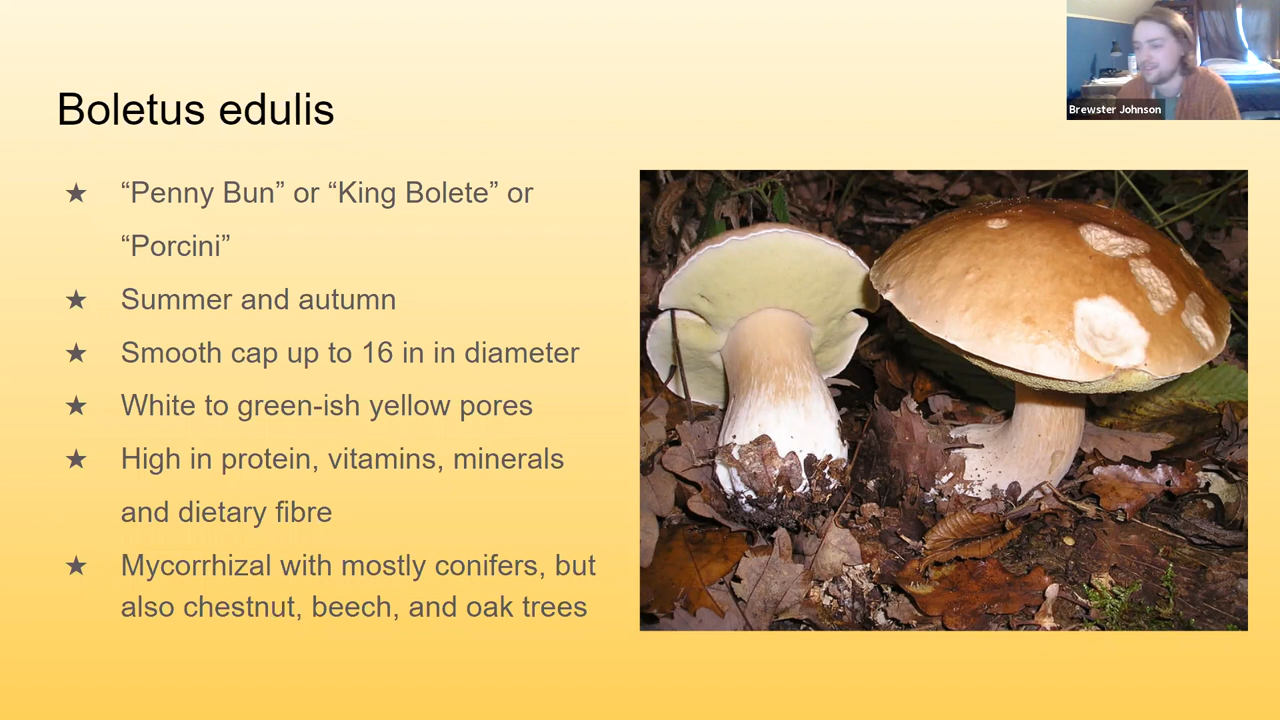 Boletus edulis
Brewster Johnson
★ “Penny Bun” or “King Bolete” or
“Porcini”
★ Summer and autumn
★ Smooth cap up to 16 in in diameter
★ White to green-ish yellow pores
★ High in protein, vitamins, minerals
and dietary fibre
★ Mycorrhizal with mostly conifers, but
also chestnut, beech, and oak trees